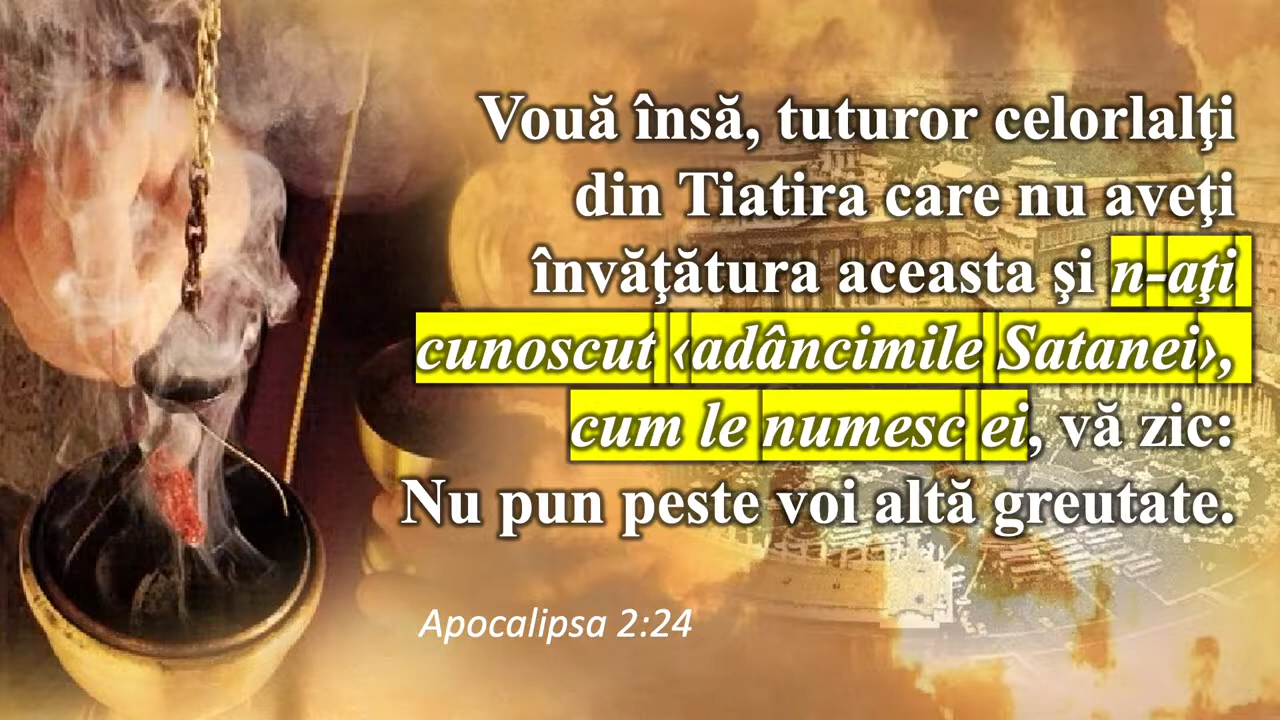 Vouă însă, tuturor celorlalţi
din Tiatira care nu aveţi
învăţătura aceasta şi n-aţi
cunoscut ‹adâncimile Satanei›,
cum le numesc ei, vă zic:
Nu pun peste voi altă greutate.
Apocalipsa 2:24